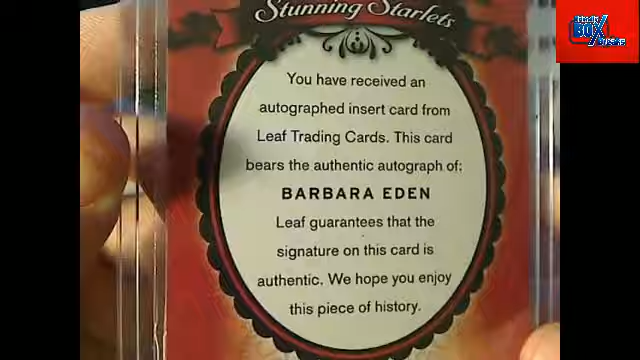 Stunning Starlets
You have received an
autographed insert card from
Leaf Trading Cards. This card
bears the authentic autograph of:
BARBARA EDEN
Leaf guarantees that the
signature on this card is
authentic. We hope you enjoy
this piece of history.
BOX